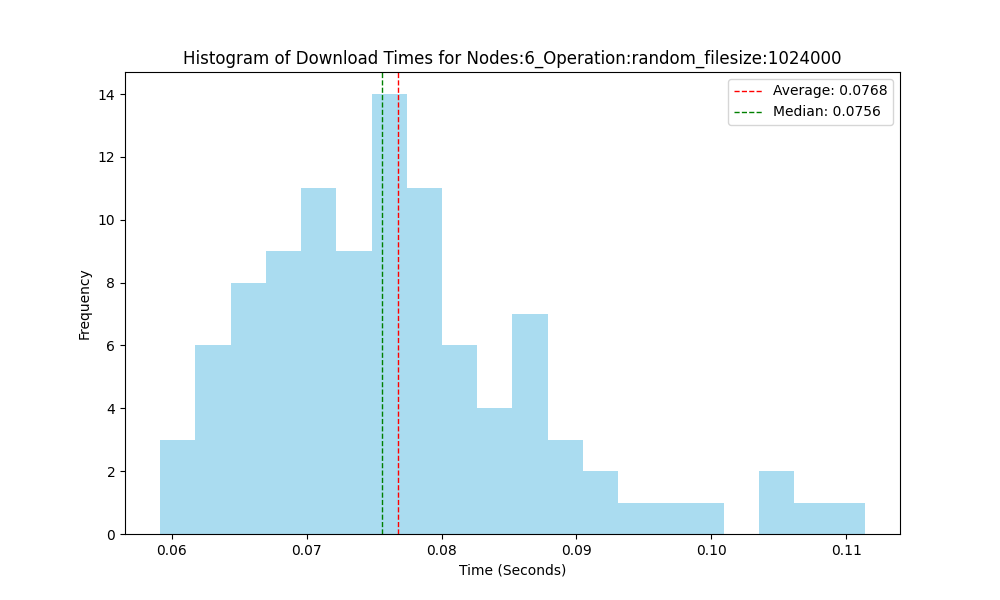 Histogram of Download Times for Nodes:6_Operation:random_filesize:1024000
Average: 0.0768
Median: 0.0756
Frequency
14
12
10
8
6
4
2
0
0.06
0.07
0.08
0.09
0.10
0.11
Time (Seconds)